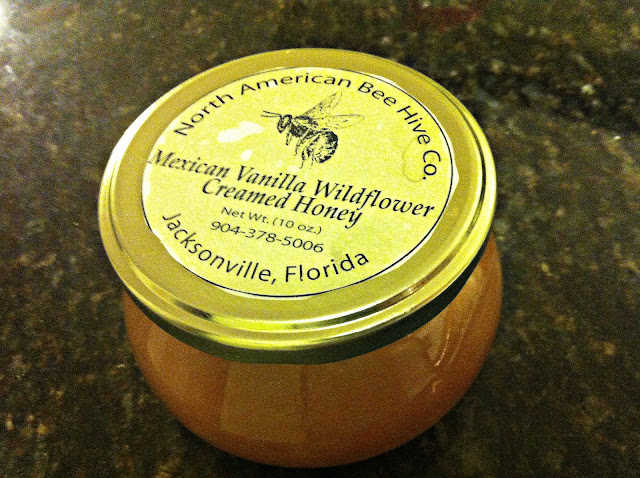 North American Bee Hive Co.
Mexican Vanilla Wildflower
Creamed Honey
Net Wt. (10 oz.)
904-378-5006
Jacksonville, Florida